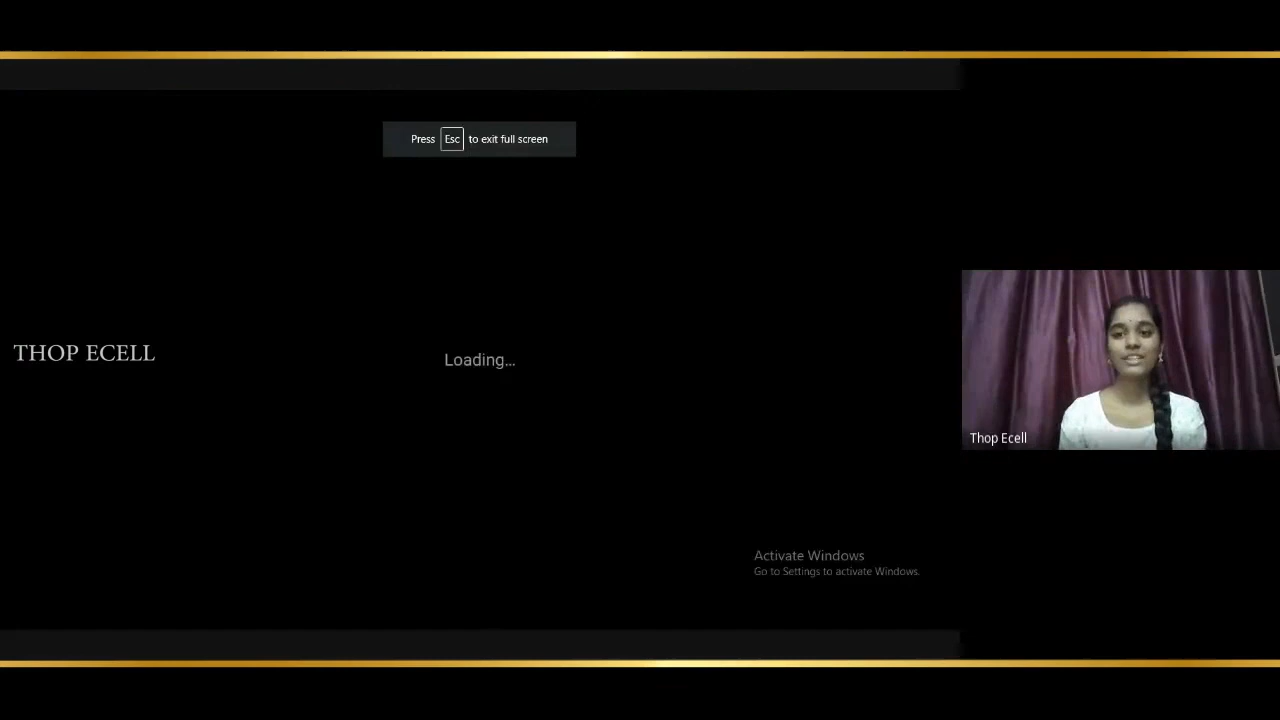 Press Esc to exit full screen
THOP ECELL
Loading...
Thop Ecell
Activate Windows
Go to Settings to activate Windows.